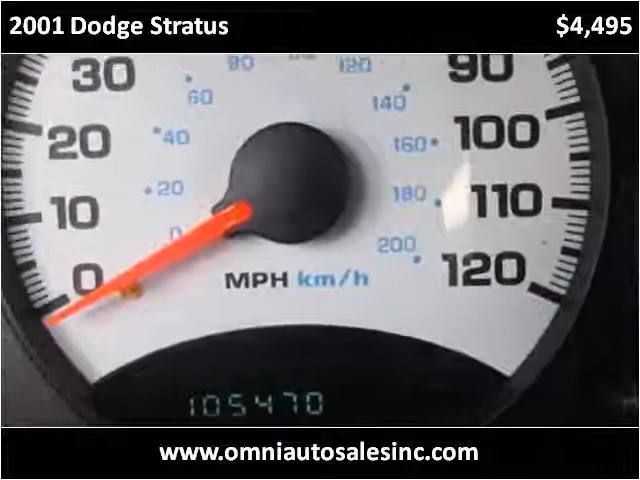 2001 Dodge Stratus $4,495
80 120
30 90
60 140
20 40 160 100
10 20 180 110
0 200
0 MPH km/h 120
105470
www.omniautosalesinc.com